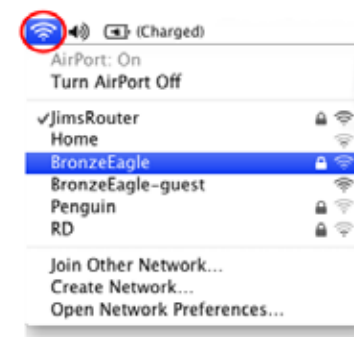 (Charged)
AirPort: On
Turn AirPort Off
✓JimsRouter
Home
BronzeEagle
BronzeEagle-guest
Penguin
RD
Join Other Network...
Create Network...
Open Network Preferences...